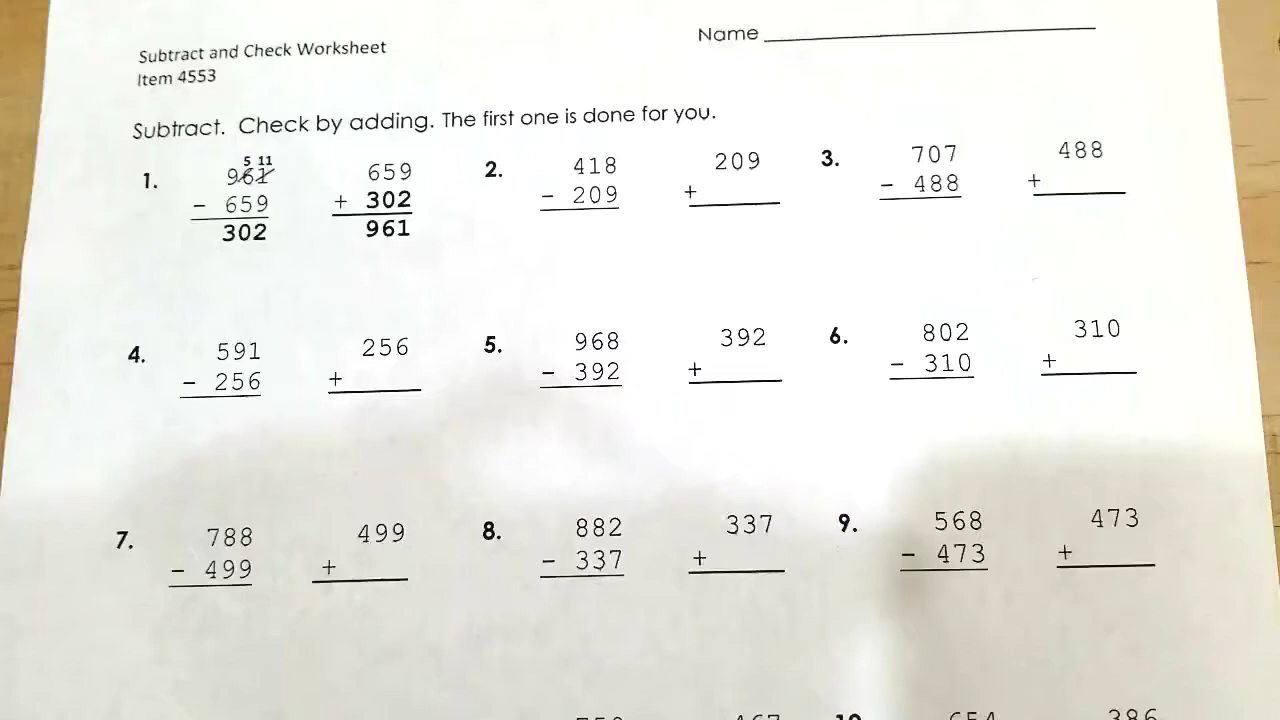 Name
Subtract and Check Worksheet
Item 4553
Subtract. Check by adding. The first one is done for you.
1. 5 11
961 659 2. 418 209 3. 707 488
- 659 + 302 - 209 + - 488 +
302 961
4. 591 256 5. 968 392 6. 802 310
- 256 + - 392 + - 310 +
7. 788 499 8. 882 337 9. 568 473
- 499 + - 337 + - 473 +